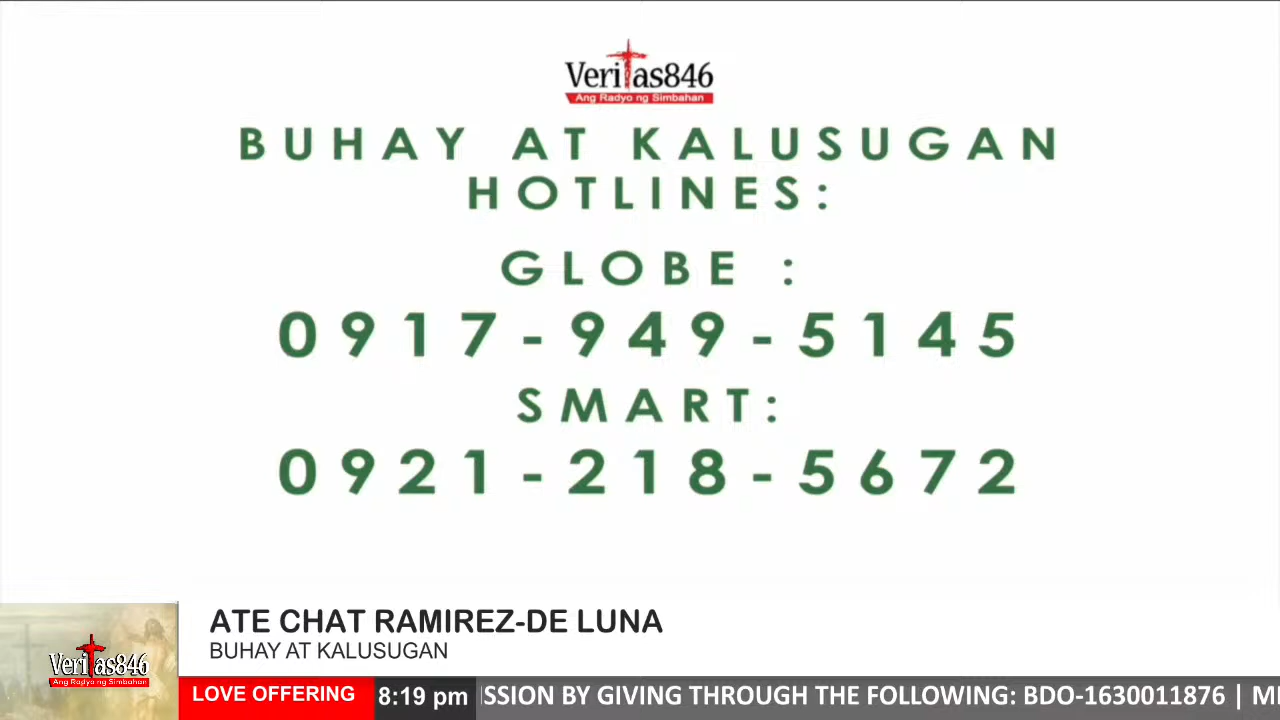 Veritas846
Ang Radyo ng Simbahan
BUHAY AT KALUSUGAN
HOTLINES:
GLOBE :
0917-949-5145
SMART:
0921-218-5672
ATE CHAT RAMIREZ-DE LUNA
BUHAY AT KALUSUGAN
Veritas846
Ang Radyo ng Simbahan
LOVE OFFERING
8:19 pm
SSION BY GIVING THROUGH THE FOLLOWING: BDO-1630011876 |